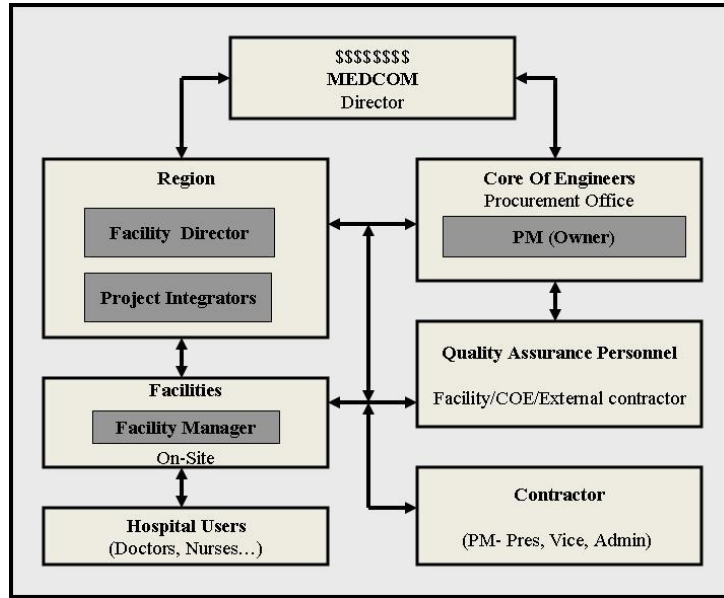 $$$$$$$$
MEDCOM
Director
Region
Facility Director
Project Integrators
Core Of Engineers
Procurement Office
PM (Owner)
Quality Assurance Personnel
Facility/COE/External contractor
Facilities
Facility Manager
On-Site
Hospital Users
(Doctors, Nurses…)
Contractor
(PM- Pres, Vice, Admin)